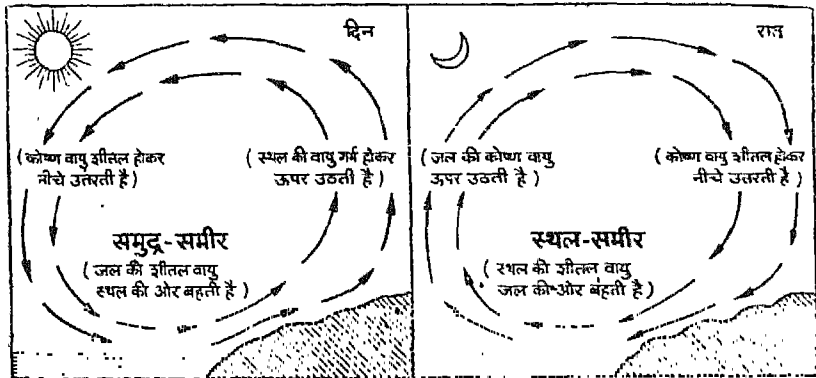 दिन
( कोष्ण वायु शीतल होकर
नीचे उतरती है )
( स्थल की वायु गर्म होकर
ऊपर उठती है )
समुद्र-समीर
( जल की शीतल वायु
स्थल की ओर बहती है )
रात
( जल की कोष्ण वायु
ऊपर उठती है )
( कोष्ण वायु शीतल होकर
नीचे उतरती है )
स्थल-समीर
( स्थल की शीतल वायु
जल की ओर बहती है )